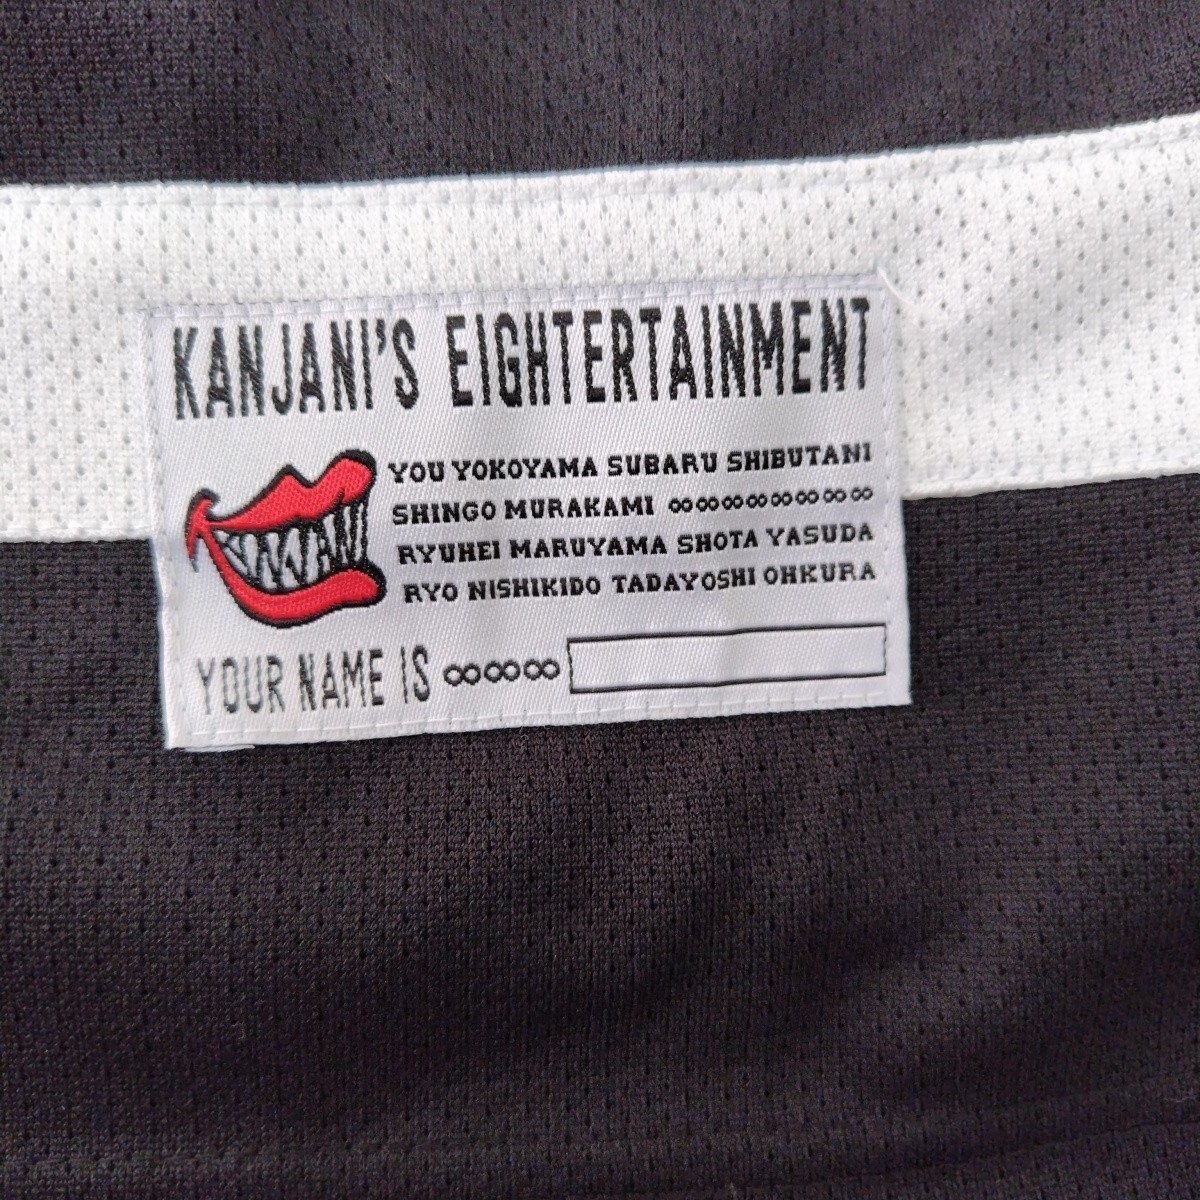 KANJANI'S EIGHTERTAINMENT
YOU YOKOYAMA SUBARU SHIBUTANI
SHINGO MURAKAMI ∞∞∞∞∞∞∞∞
RYUHEI MARUYAMA SHOTA YASUDA
RYO NISHIKIDO TADAYOSHI OHKURA
KANJANI
YOUR NAME IS ∞∞∞